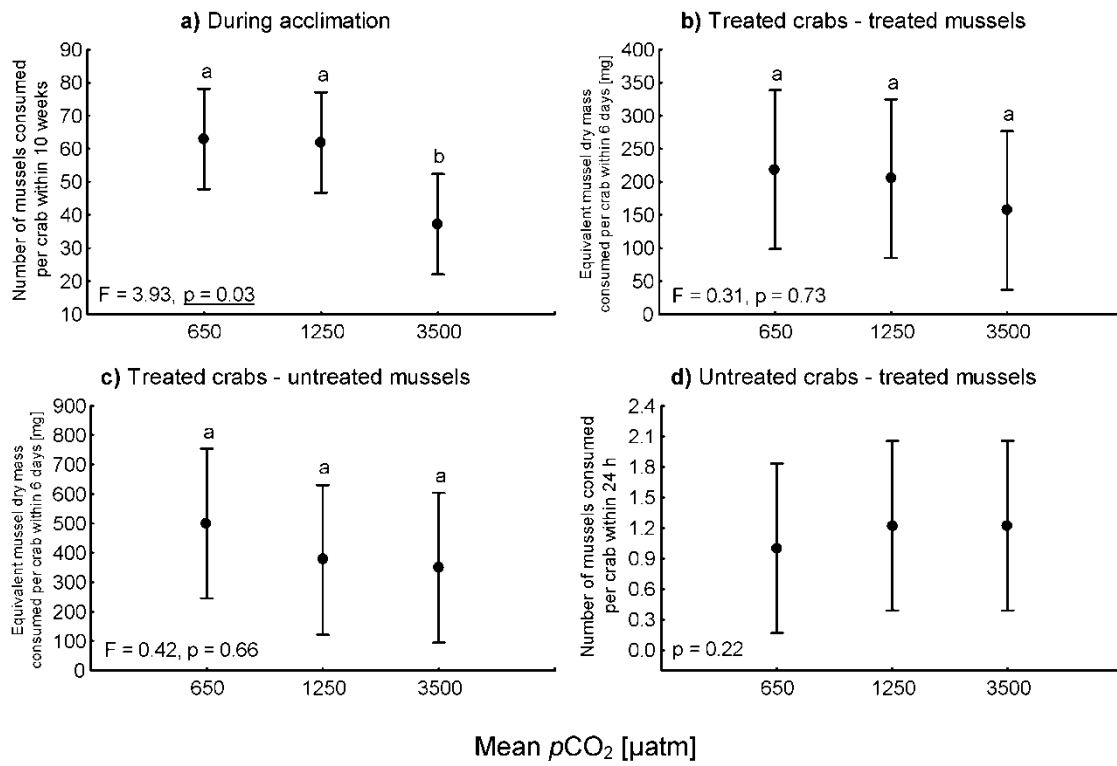 a) During acclimation
Number of mussels consumed
per crab within 10 weeks
90
80
70
60
50
40
30
20
10
a
a
b
F = 3.93, p = 0.03
650
1250
3500
b) Treated crabs - treated mussels
Equivalent mussel dry mass
consumed per crab within 6 days [mg]
400
350
300
250
200
150
100
50
0
a
a
a
F = 0.31, p = 0.73
650
1250
3500
c) Treated crabs - untreated mussels
Equivalent mussel dry mass
consumed per crab within 6 days [mg]
900
800
700
600
500
400
300
200
100
0
a
a
a
F = 0.42, p = 0.66
650
1250
3500
d) Untreated crabs - treated mussels
Number of mussels consumed
per crab within 24 h
2.4
2.1
1.8
1.5
1.2
0.9
0.6
0.3
0.0
p = 0.22
650
1250
3500
Mean pCO₂ [µatm]